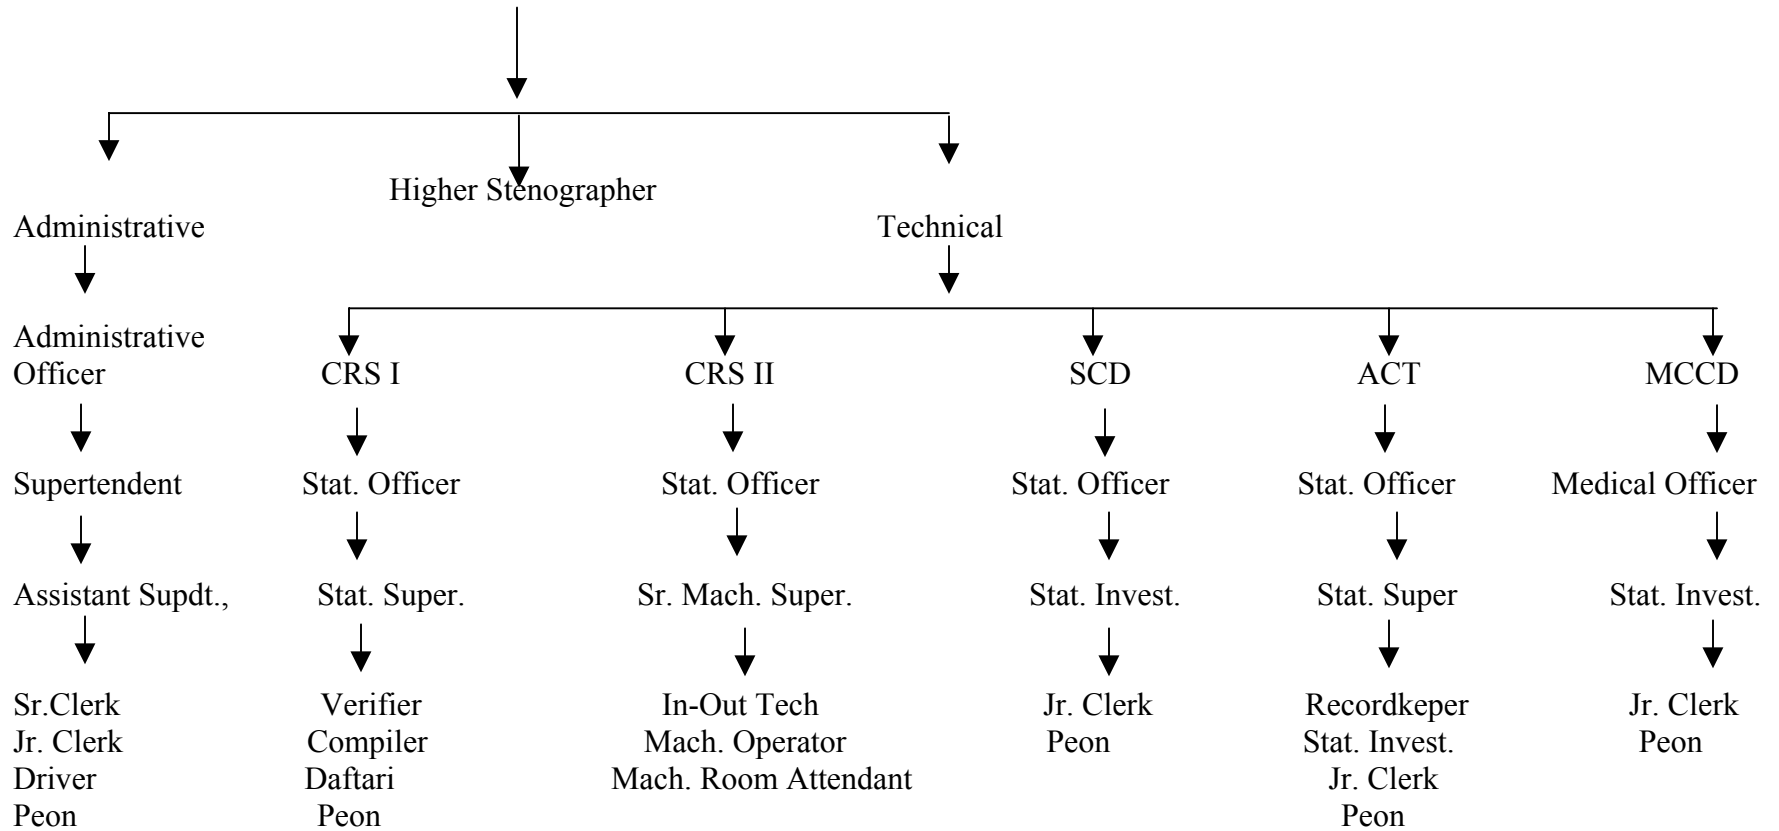 Higher Stenographer
Administrative Technical
Administrative
Officer CRS I CRS II SCD ACT MCCD
Supertendent Stat. Officer Stat. Officer Stat. Officer Stat. Officer Medical Officer
Assistant Supdt., Stat. Super. Sr. Mach. Super. Stat. Invest. Stat. Super Stat. Invest.
Sr.Clerk Verifier In-Out Tech Jr. Clerk Recordkeper Jr. Clerk
Jr. Clerk Compiler Mach. Operator Peon Stat. Invest. Peon
Driver Daftari Mach. Room Attendant Jr. Clerk
Peon Peon Peon